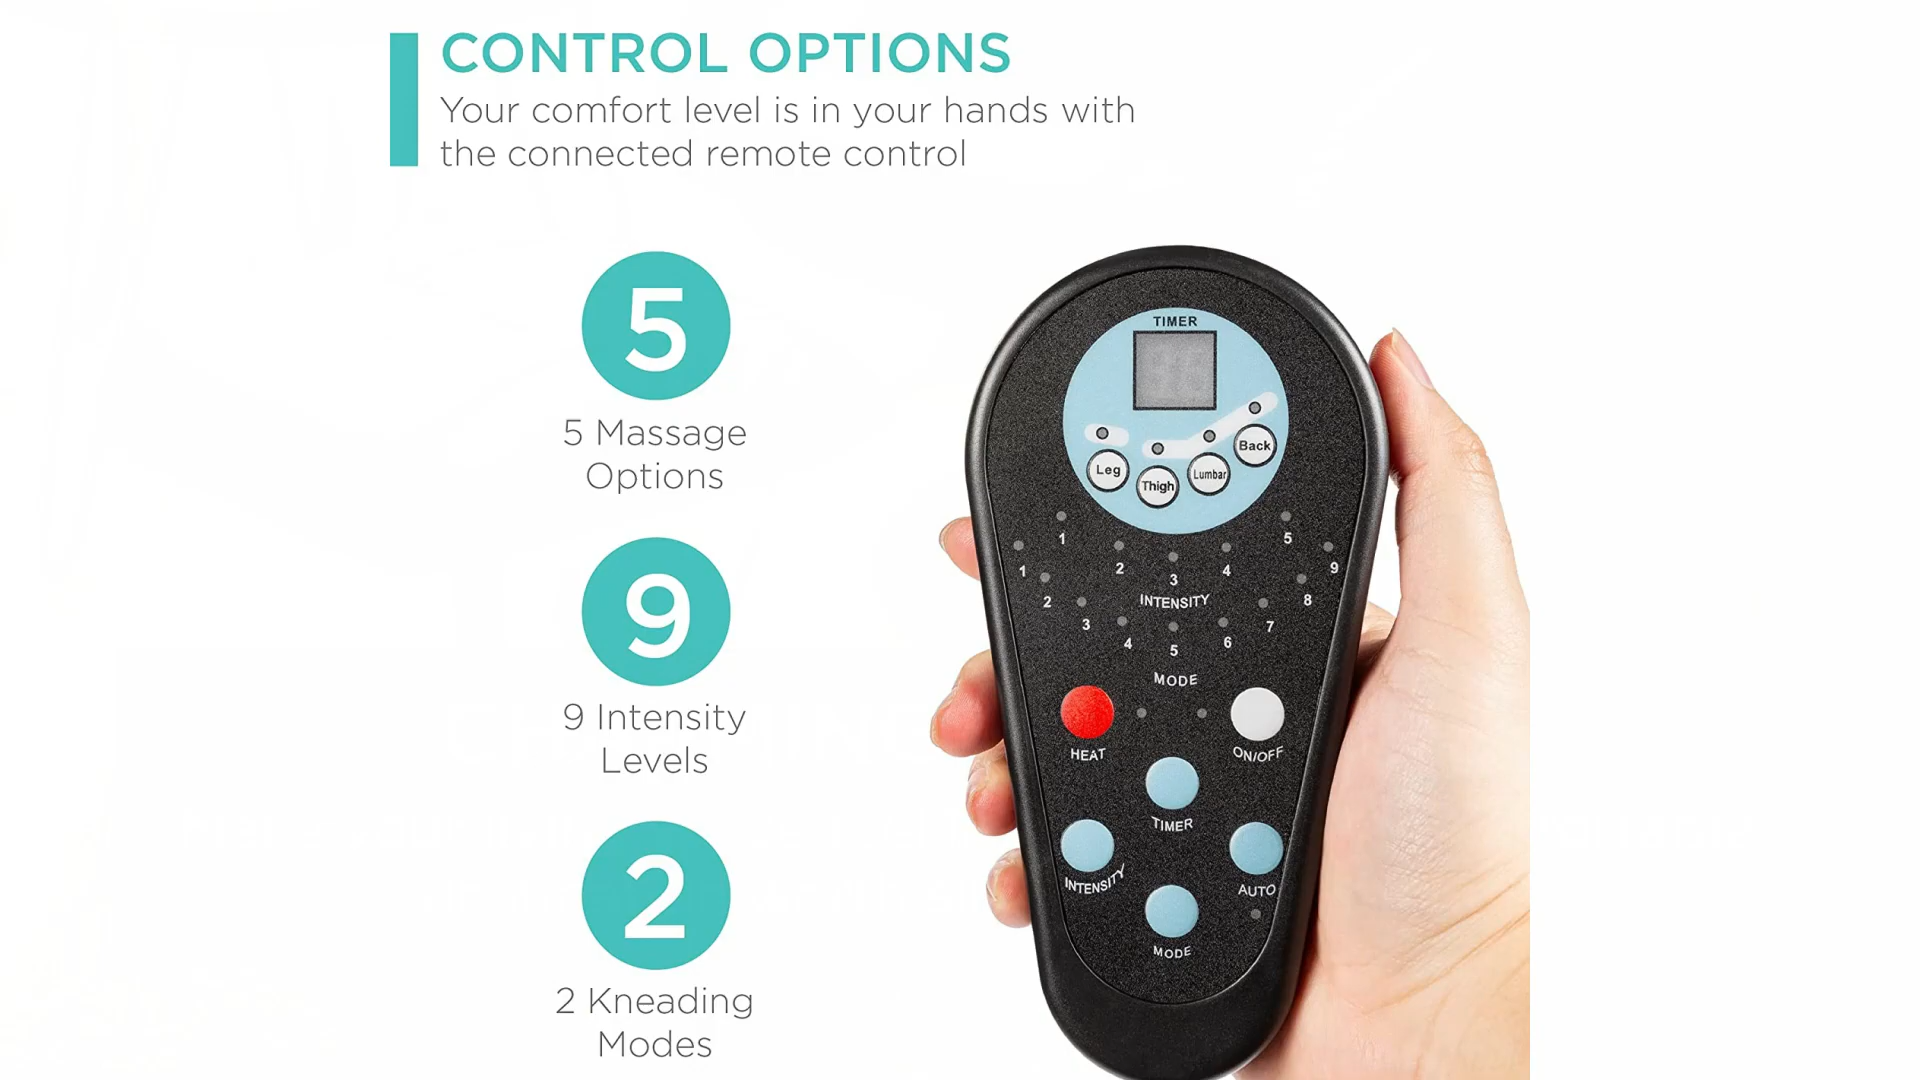 CONTROL OPTIONS
Your comfort level is in your hands with
the connected remote control
5
5 Massage
Options
9
9 Intensity
Levels
2
2 Kneading
Modes
TIMER
Leg
Thigh
Lumbar
Back
1 2 3 4 5
INTENSITY
1 2 3 4 5 6 7 8 9
MODE
HEAT
ON/OFF
TIMER
INTENSITY
AUTO
MODE